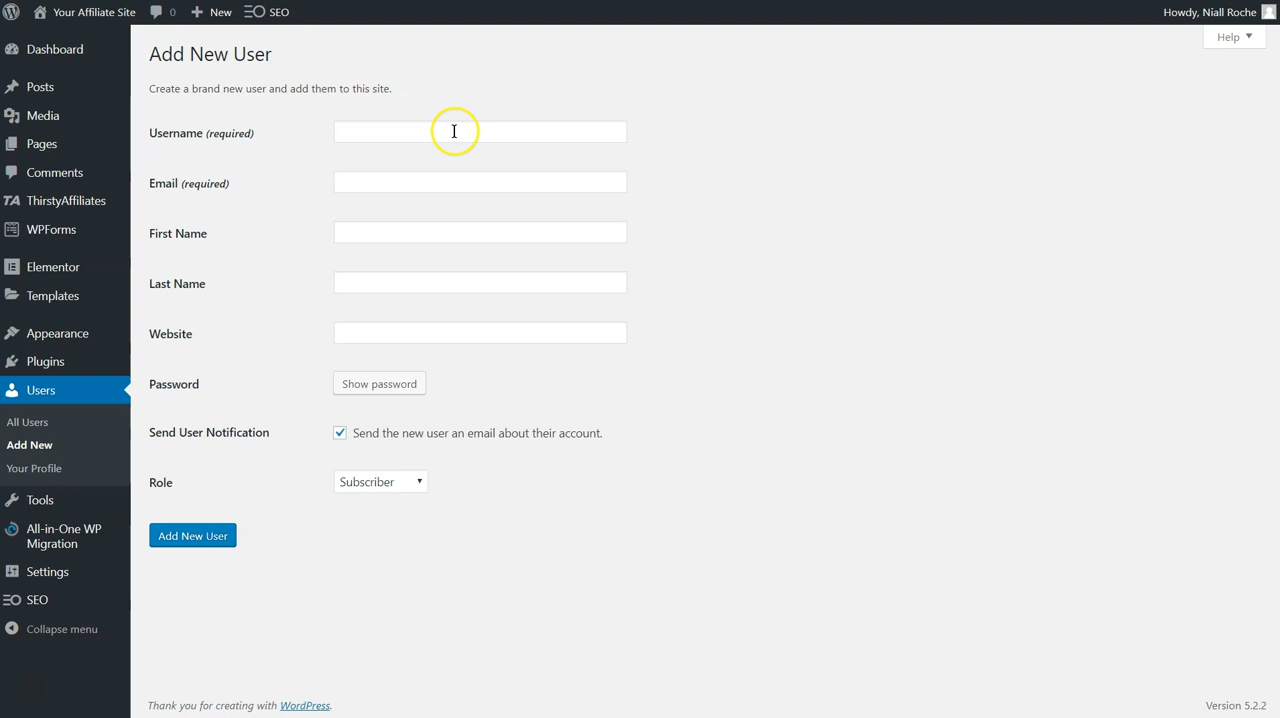 Your Affiliate Site
0
New
SEO
Howdy, Niall Roche
Dashboard
Posts
Media
Pages
Comments
ThirstyAffiliates
WPForms
Elementor
Templates
Appearance
Plugins
Users
All Users
Add New
Your Profile
Tools
All-in-One WP
Migration
Settings
SEO
Collapse menu
Help
Add New User
Create a brand new user and add them to this site.
Username (required)
Email (required)
First Name
Last Name
Website
Password
Show password
Send User Notification
Send the new user an email about their account.
Role
Subscriber
Add New User
Thank you for creating with WordPress.
Version 5.2.2